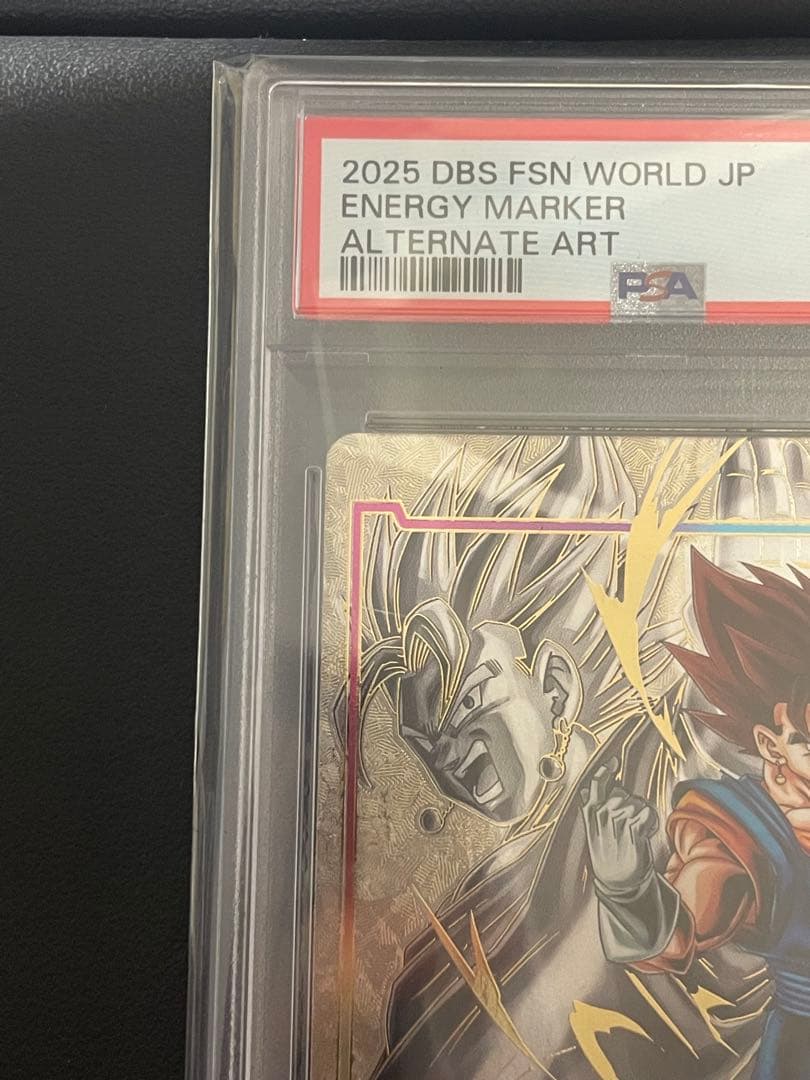 2025 DBS FSN WORLD JP
ENERGY MARKER
ALTERNATE ART
PSA